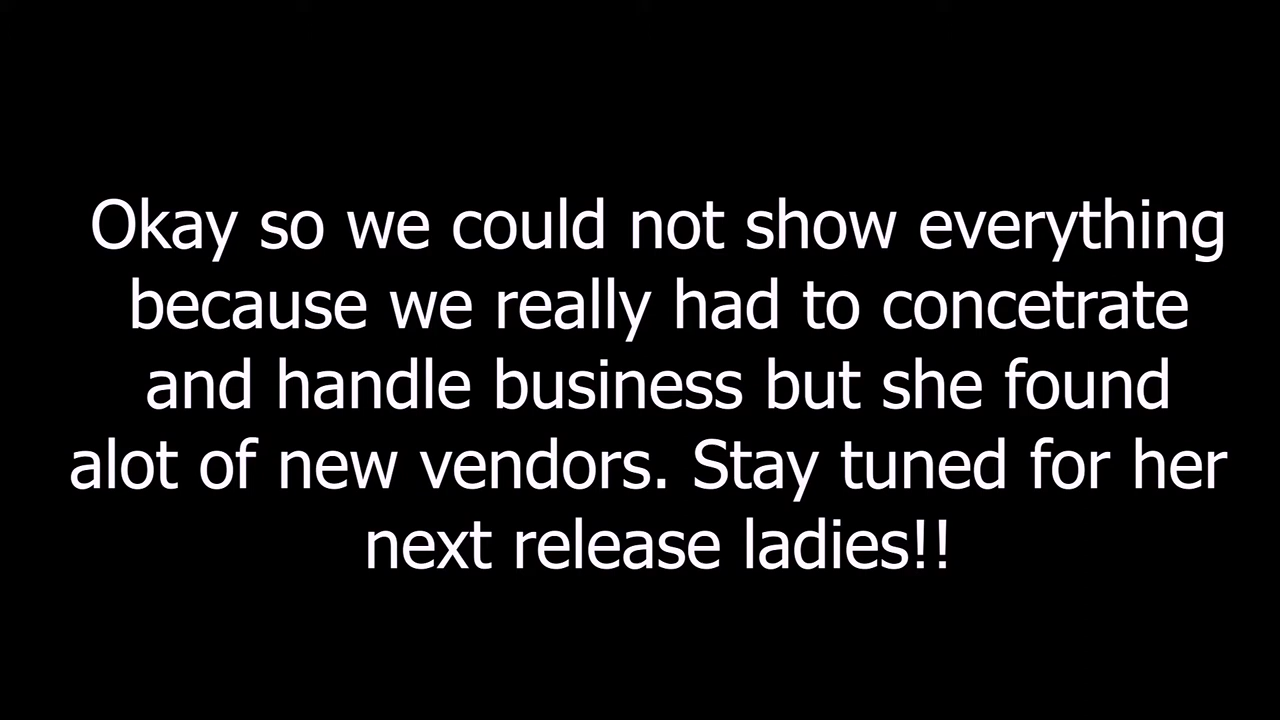 Okay so we could not show everything
because we really had to concetrate
and handle business but she found
alot of new vendors. Stay tuned for her
next release ladies!!